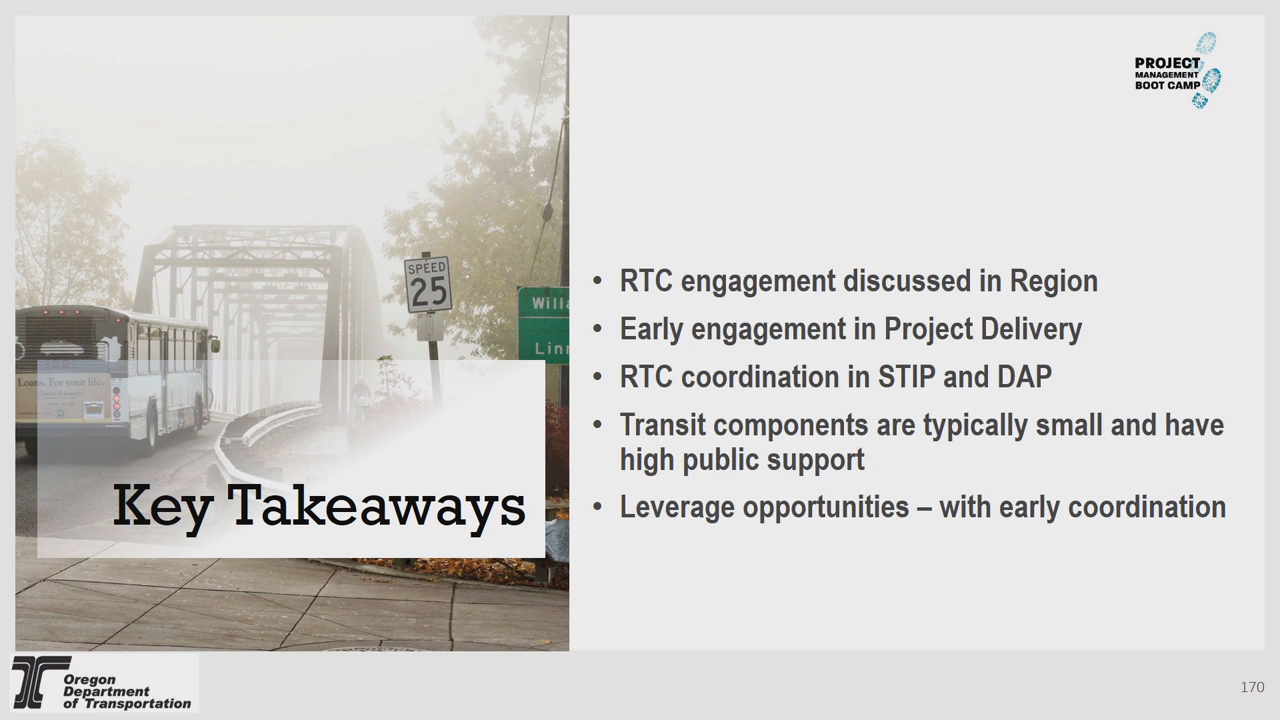 PROJECT
MANAGEMENT
BOOT CAMP
SPEED
25
Willa
Linn
Loans. For your life.
Key Takeaways
• RTC engagement discussed in Region
• Early engagement in Project Delivery
• RTC coordination in STIP and DAP
• Transit components are typically small and have
high public support
• Leverage opportunities – with early coordination
Oregon
Department
of Transportation
170